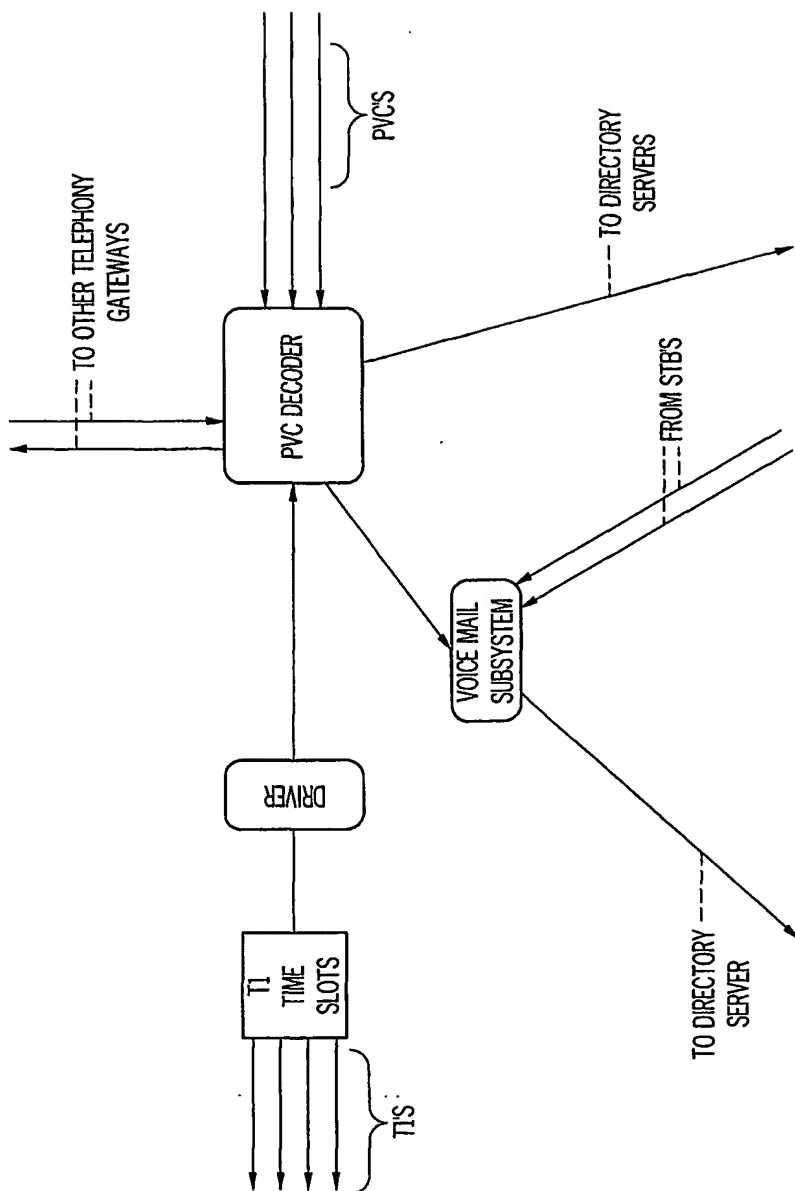 TO OTHER TELEPHONY
GATEWAYS
PVC'S
PVC DECODER
TO DIRECTORY
SERVERS
FROM STB'S
VOICE MAIL
SUBSYSTEM
DRIVER
T1
TIME
SLOTS
T1'S
TO DIRECTORY
SERVER